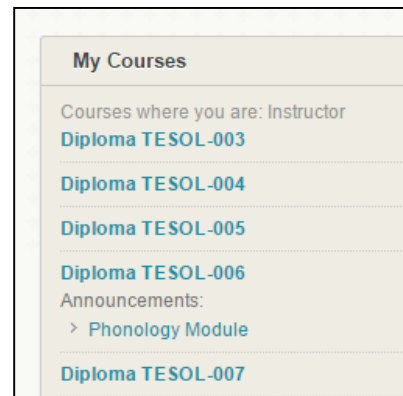 My Courses
Courses where you are: Instructor
Diploma TESOL-003
Diploma TESOL-004
Diploma TESOL-005
Diploma TESOL-006
Announcements:
> Phonology Module
Diploma TESOL-007